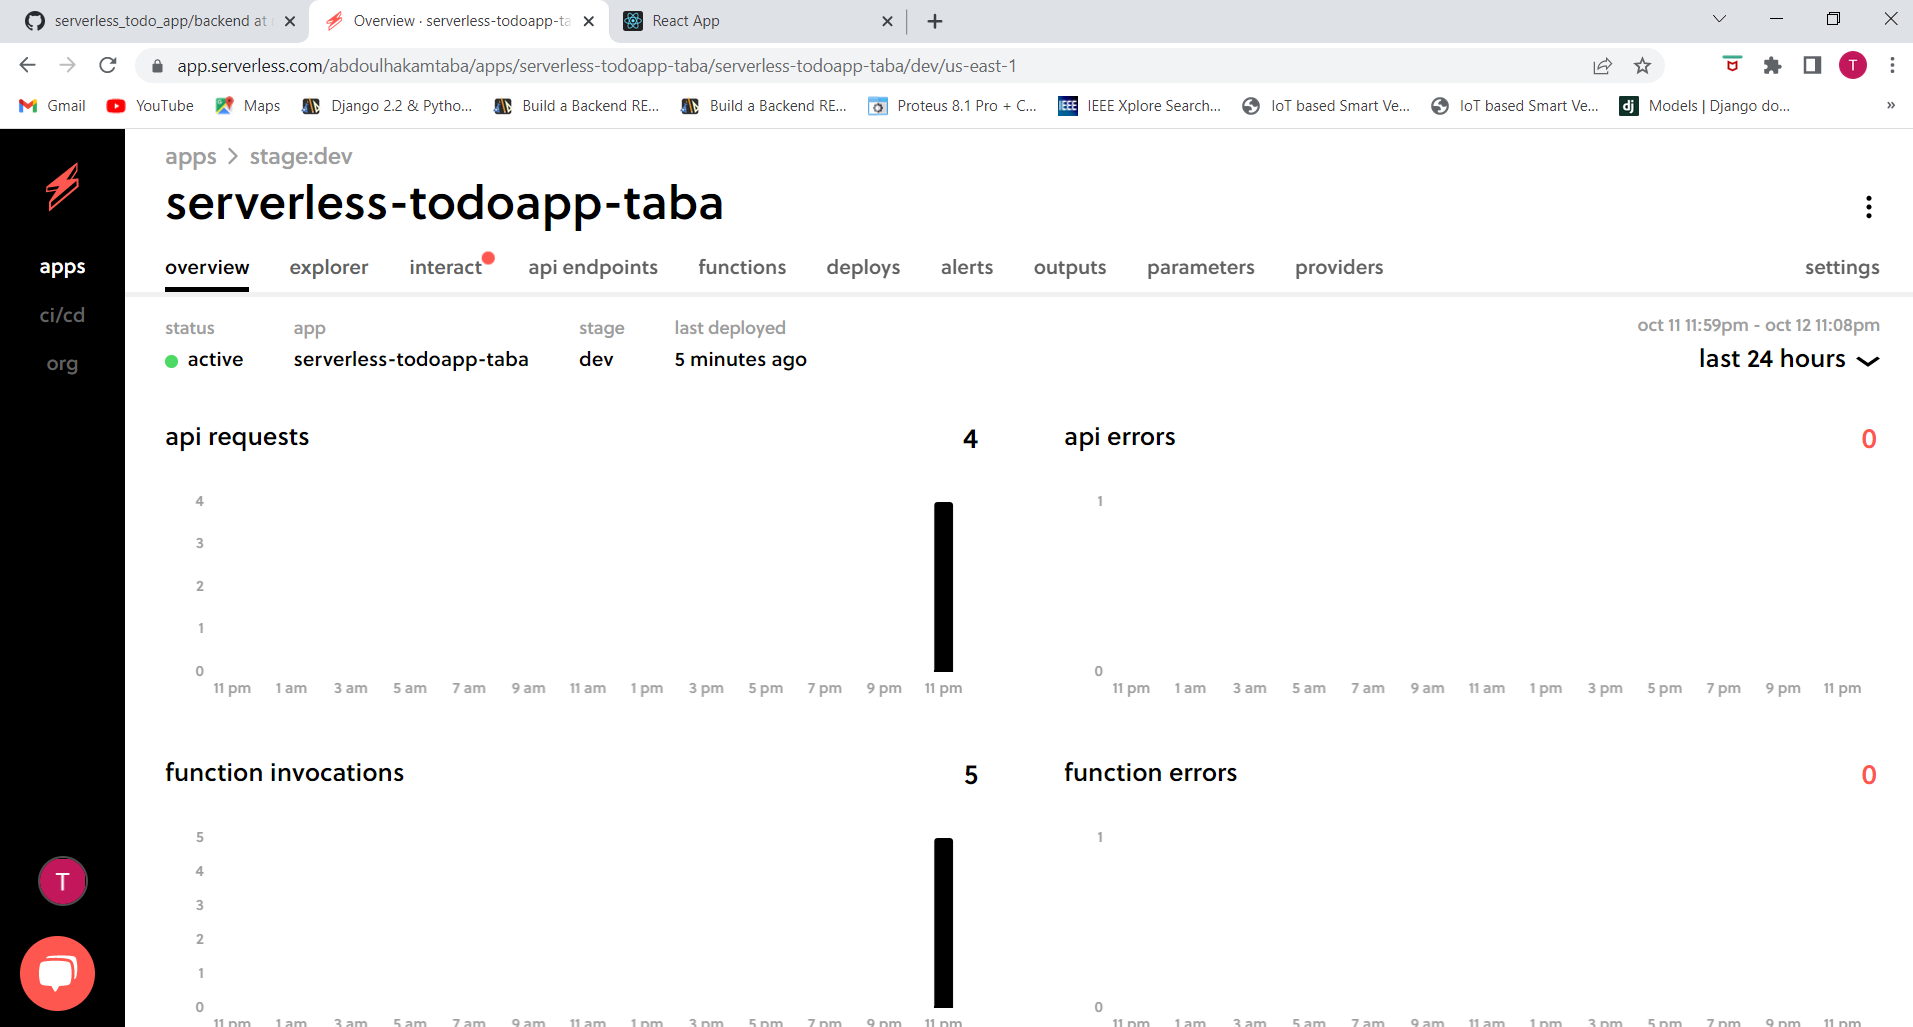 serverless_todo_app/backend at
Overview · serverless-todoapp-ta
React App
app.serverless.com/abdoulhakamtaba/apps/serverless-todoapp-taba/serverless-todoapp-taba/dev/us-east-1
T
Gmail YouTube Maps Django 2.2 & Pytho... Build a Backend RE... Build a Backend RE... Proteus 8.1 Pro + C... IEEE IEEE Xplore Search... IoT based Smart Ve... IoT based Smart Ve... dj Models | Django do... »
apps > stage:dev
serverless-todoapp-taba
apps
ci/cd
org
overview explorer interact api endpoints functions deploys alerts outputs parameters providers settings
status app stage last deployed
active serverless-todoapp-taba dev 5 minutes ago
oct 11 11:59pm - oct 12 11:08pm
last 24 hours
api requests 4
4
3
2
1
0
11 pm 1 am 3 am 5 am 7 am 9 am 11 am 1 pm 3 pm 5 pm 7 pm 9 pm 11 pm
api errors 0
1
0
11 pm 1 am 3 am 5 am 7 am 9 am 11 am 1 pm 3 pm 5 pm 7 pm 9 pm 11 pm
function invocations 5
5
4
3
2
1
0
11 pm 1 am 3 am 5 am 7 am 9 am 11 am 1 pm 3 pm 5 pm 7 pm 9 pm 11 pm
function errors 0
1
0
11 pm 1 am 3 am 5 am 7 am 9 am 11 am 1 pm 3 pm 5 pm 7 pm 9 pm 11 pm
T